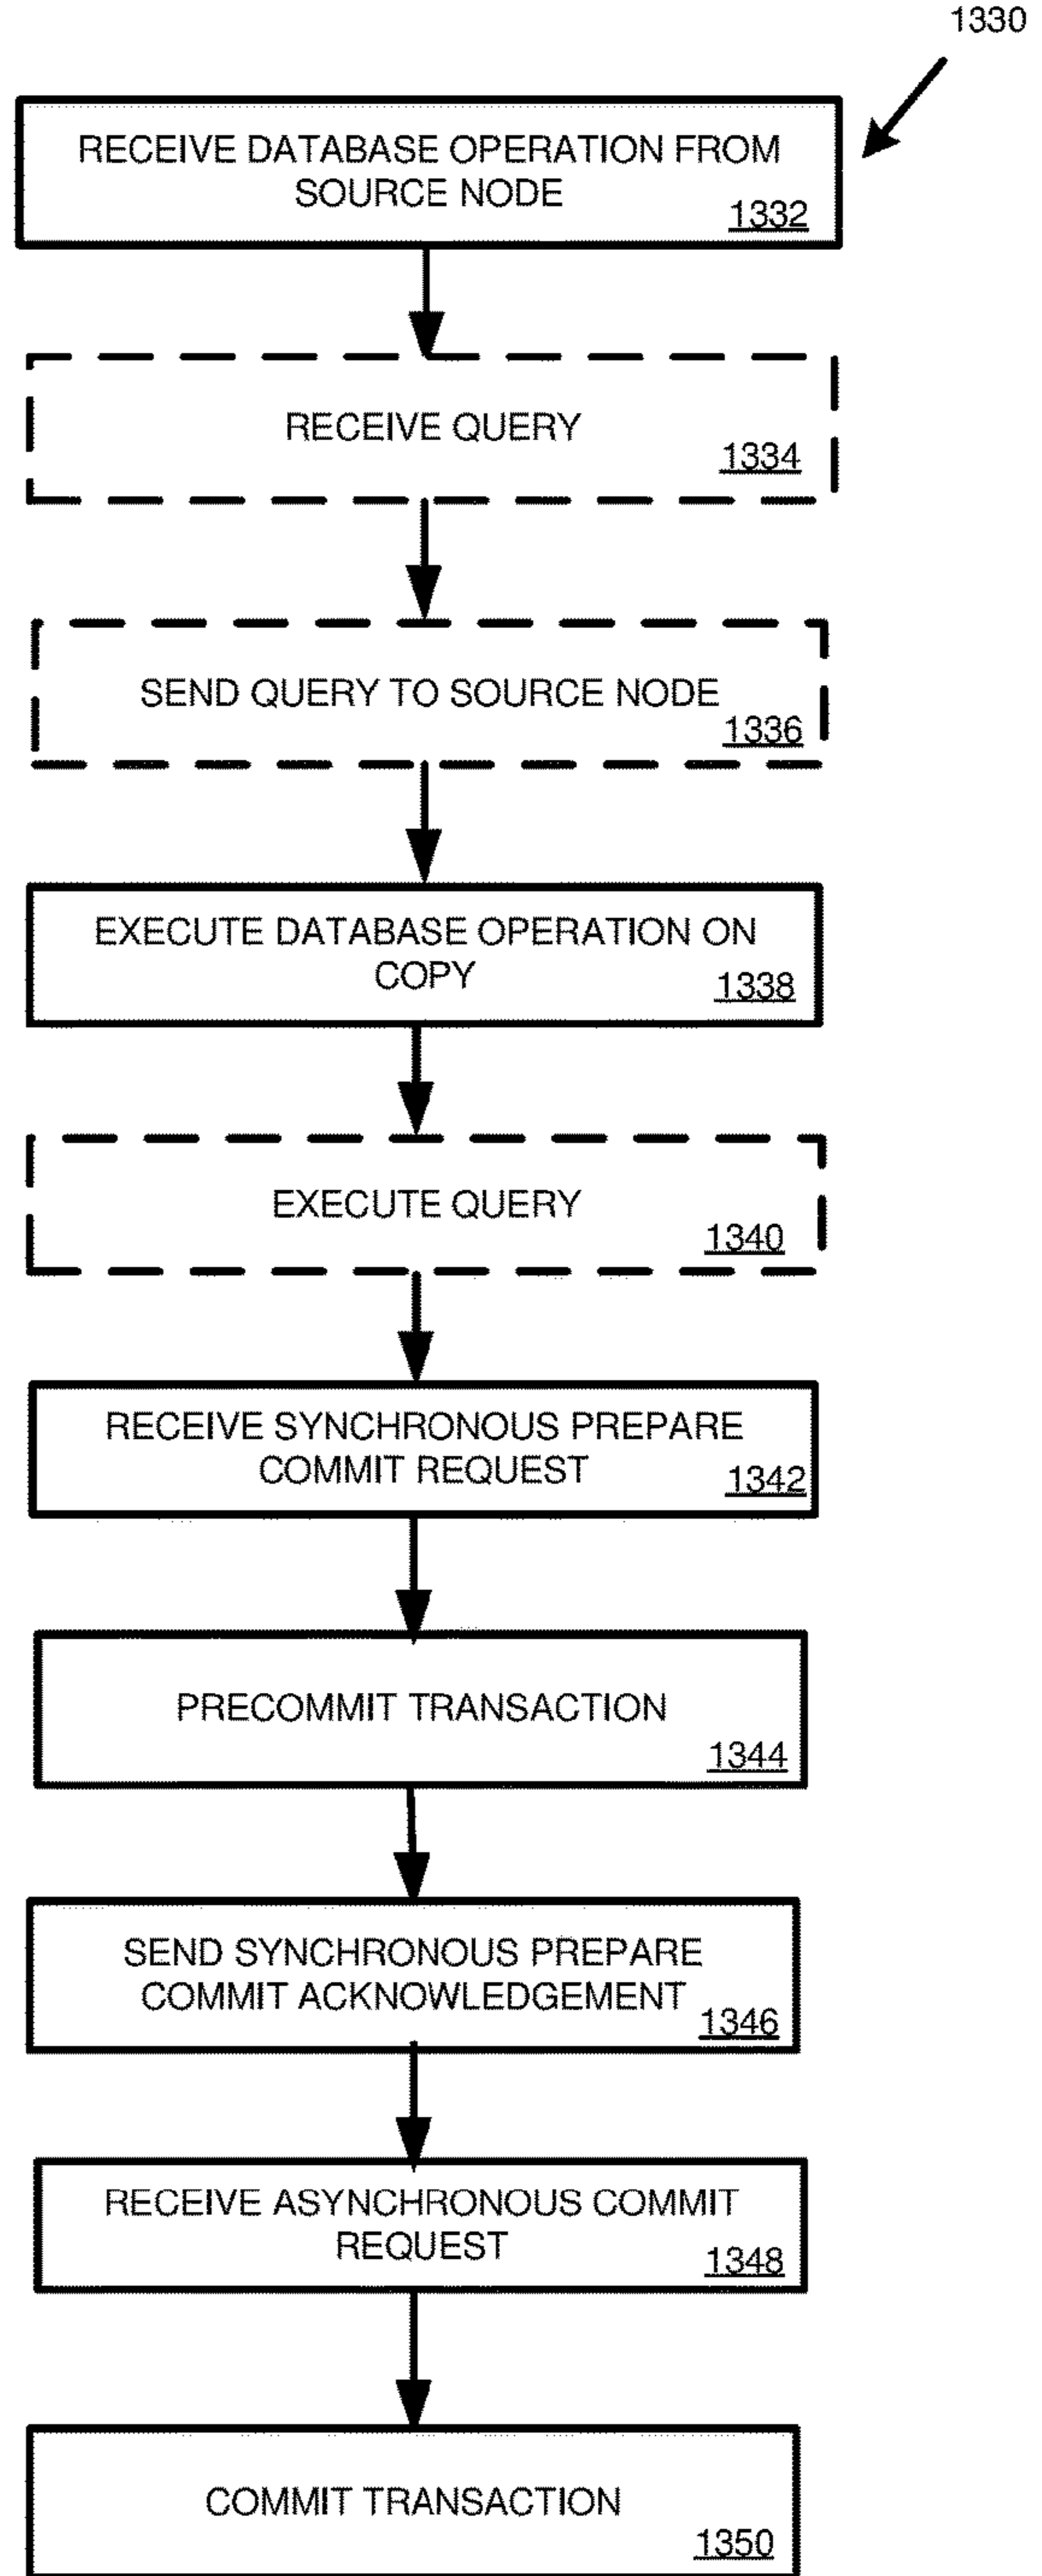 1330
RECEIVE DATABASE OPERATION FROM
SOURCE NODE
1332
RECEIVE QUERY
1334
SEND QUERY TO SOURCE NODE
1336
EXECUTE DATABASE OPERATION ON
COPY
1338
EXECUTE QUERY
1340
RECEIVE SYNCHRONOUS PREPARE
COMMIT REQUEST
1342
PRECOMMIT TRANSACTION
1344
SEND SYNCHRONOUS PREPARE
COMMIT ACKNOWLEDGEMENT
1346
RECEIVE ASYNCHRONOUS COMMIT
REQUEST
1348
COMMIT TRANSACTION
1350